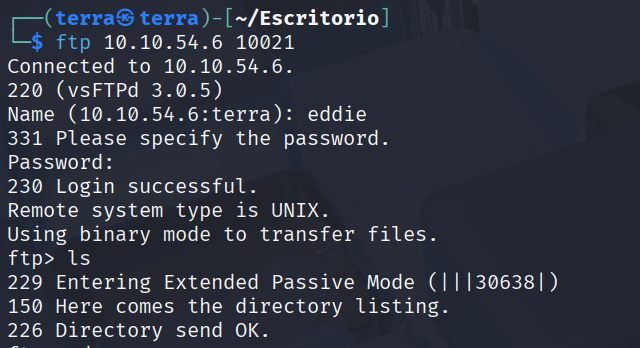 ┌──(terra㉿terra)-[~/Escritorio]
└─$ ftp 10.10.54.6 10021
Connected to 10.10.54.6.
220 (vsFTPd 3.0.5)
Name (10.10.54.6:terra): eddie
331 Please specify the password.
Password:
230 Login successful.
Remote system type is UNIX.
Using binary mode to transfer files.
ftp> ls
229 Entering Extended Passive Mode (|||30638|)
150 Here comes the directory listing.
226 Directory send OK.